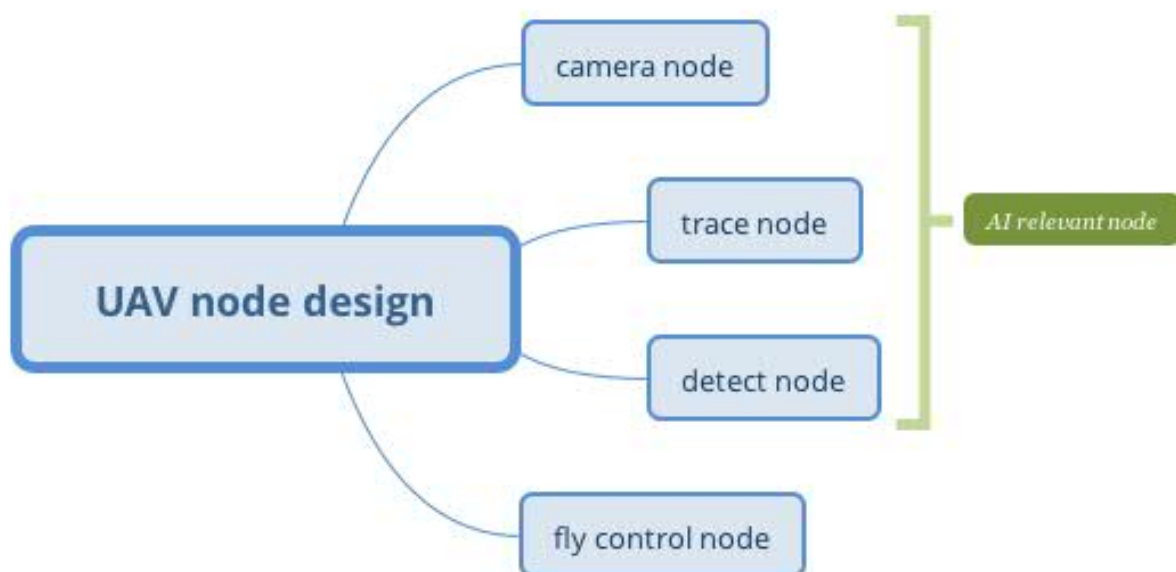 camera node
trace node
AI relevant node
UAV node design
detect node
fly control node